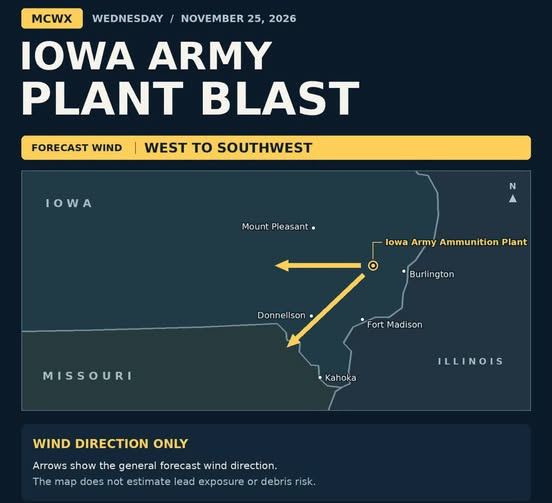 MCWX WEDNESDAY / NOVEMBER 25, 2026
IOWA ARMY
PLANT BLAST
FORECAST WIND | WEST TO SOUTHWEST
IOWA
N
Mount Pleasant
Iowa Army Ammunition Plant
Burlington
Donnellson
Fort Madison
ILLINOIS
MISSOURI
Kahoka
WIND DIRECTION ONLY
Arrows show the general forecast wind direction.
The map does not estimate lead exposure or debris risk.